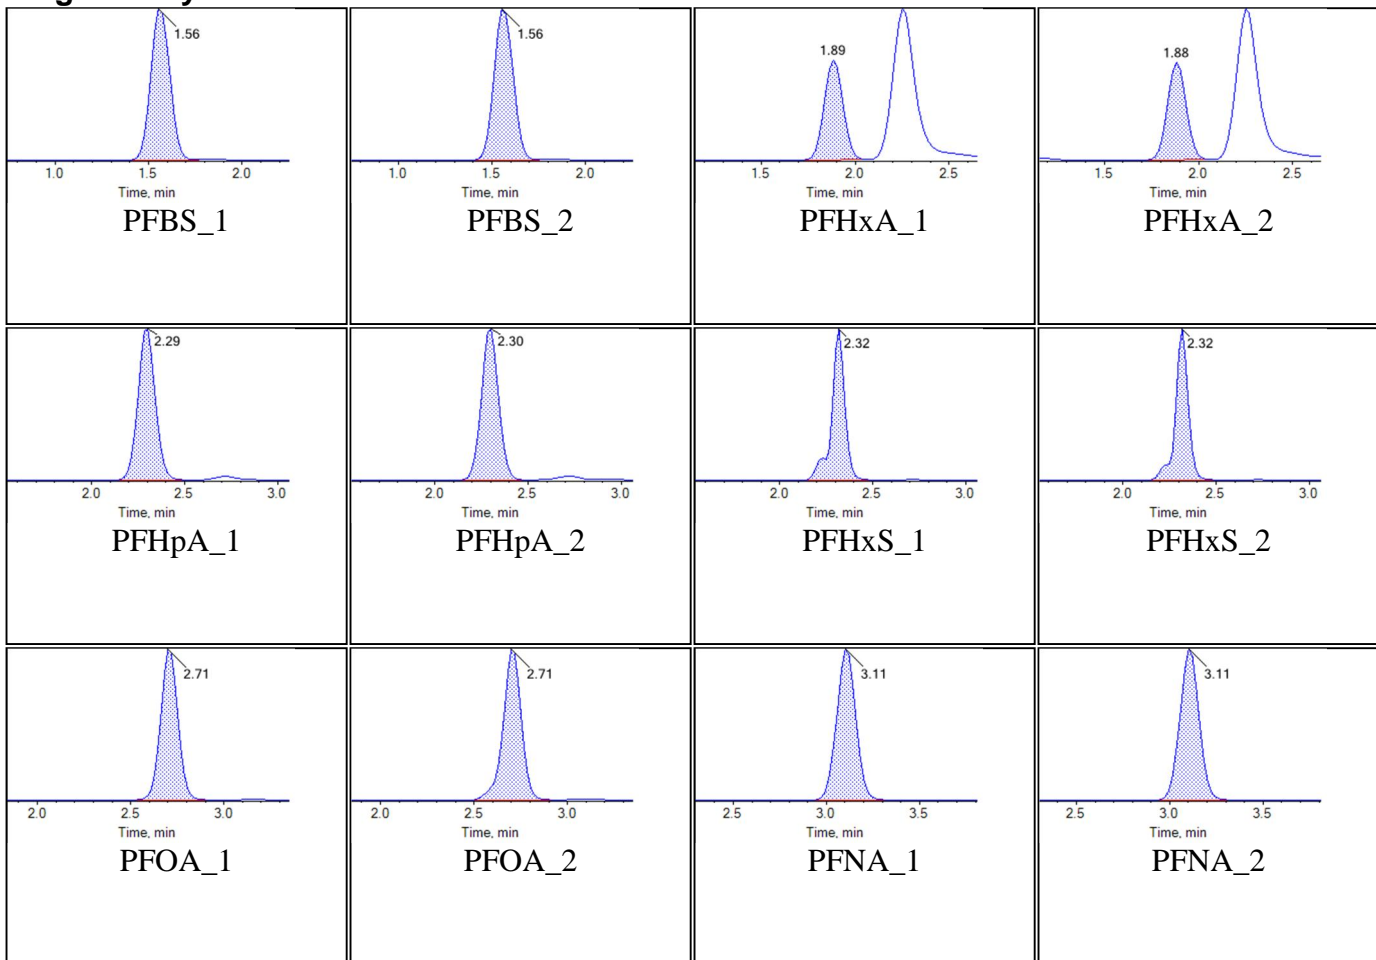 1.56
1.0 1.5 2.0
Time, min
PFBS_1
1.56
1.0 1.5 2.0
Time, min
PFBS_2
1.89
1.5 2.0 2.5
Time, min
PFHxA_1
1.88
1.5 2.0 2.5
Time, min
PFHxA_2
2.29
2.0 2.5 3.0
Time, min
PFHpA_1
2.30
2.0 2.5 3.0
Time, min
PFHpA_2
2.32
2.0 2.5 3.0
Time, min
PFHxS_1
2.32
2.0 2.5 3.0
Time, min
PFHxS_2
2.71
2.0 2.5 3.0
Time, min
PFOA_1
2.71
2.0 2.5 3.0
Time, min
PFOA_2
3.11
2.5 3.0 3.5
Time, min
PFNA_1
3.11
2.5 3.0 3.5
Time, min
PFNA_2